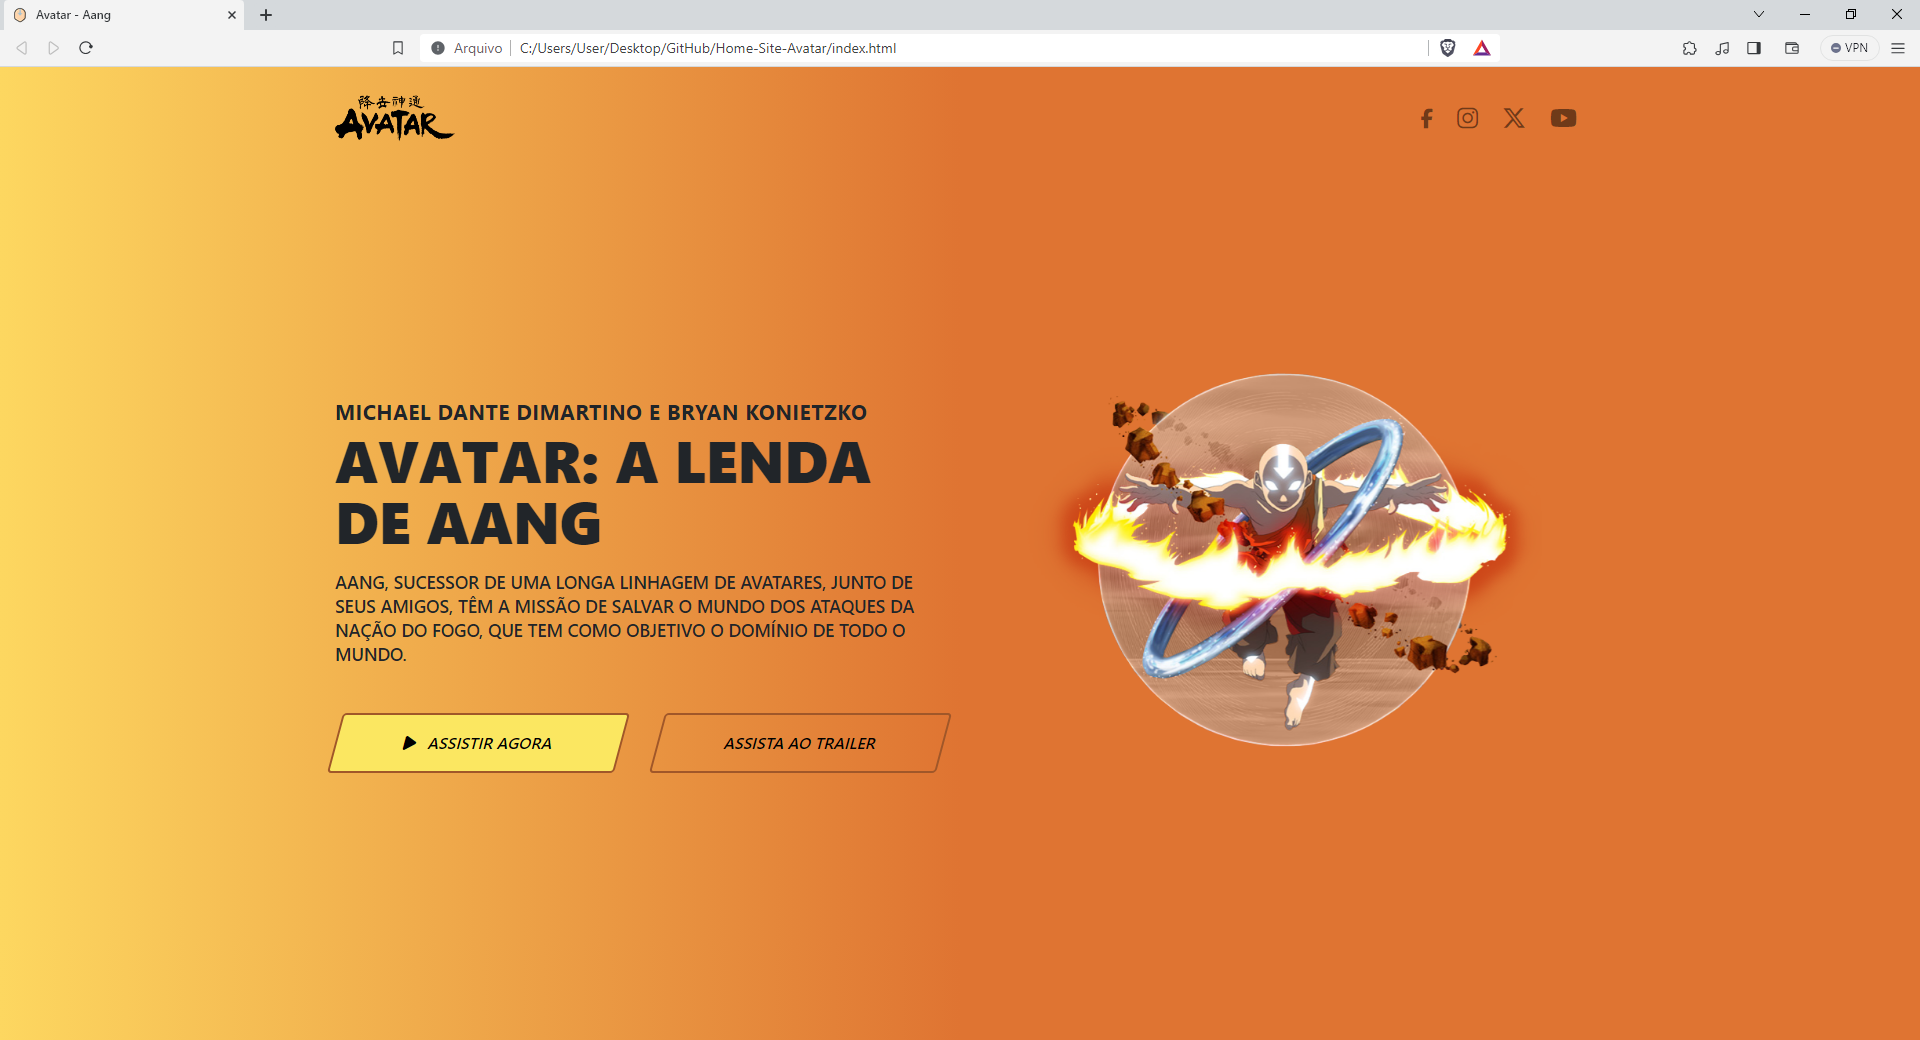 Avatar - Aang
Arquivo
C:/Users/User/Desktop/GitHub/Home-Site-Avatar/index.html
VPN
降世神通
AVATAR
MICHAEL DANTE DIMARTINO E BRYAN KONIETZKO
AVATAR: A LENDA
DE AANG
AANG, SUCESSOR DE UMA LONGA LINHAGEM DE AVATARES, JUNTO DE
SEUS AMIGOS, TÊM A MISSÃO DE SALVAR O MUNDO DOS ATAQUES DA
NAÇÃO DO FOGO, QUE TEM COMO OBJETIVO O DOMÍNIO DE TODO O
MUNDO.
ASSISTIR AGORA
ASSISTA AO TRAILER